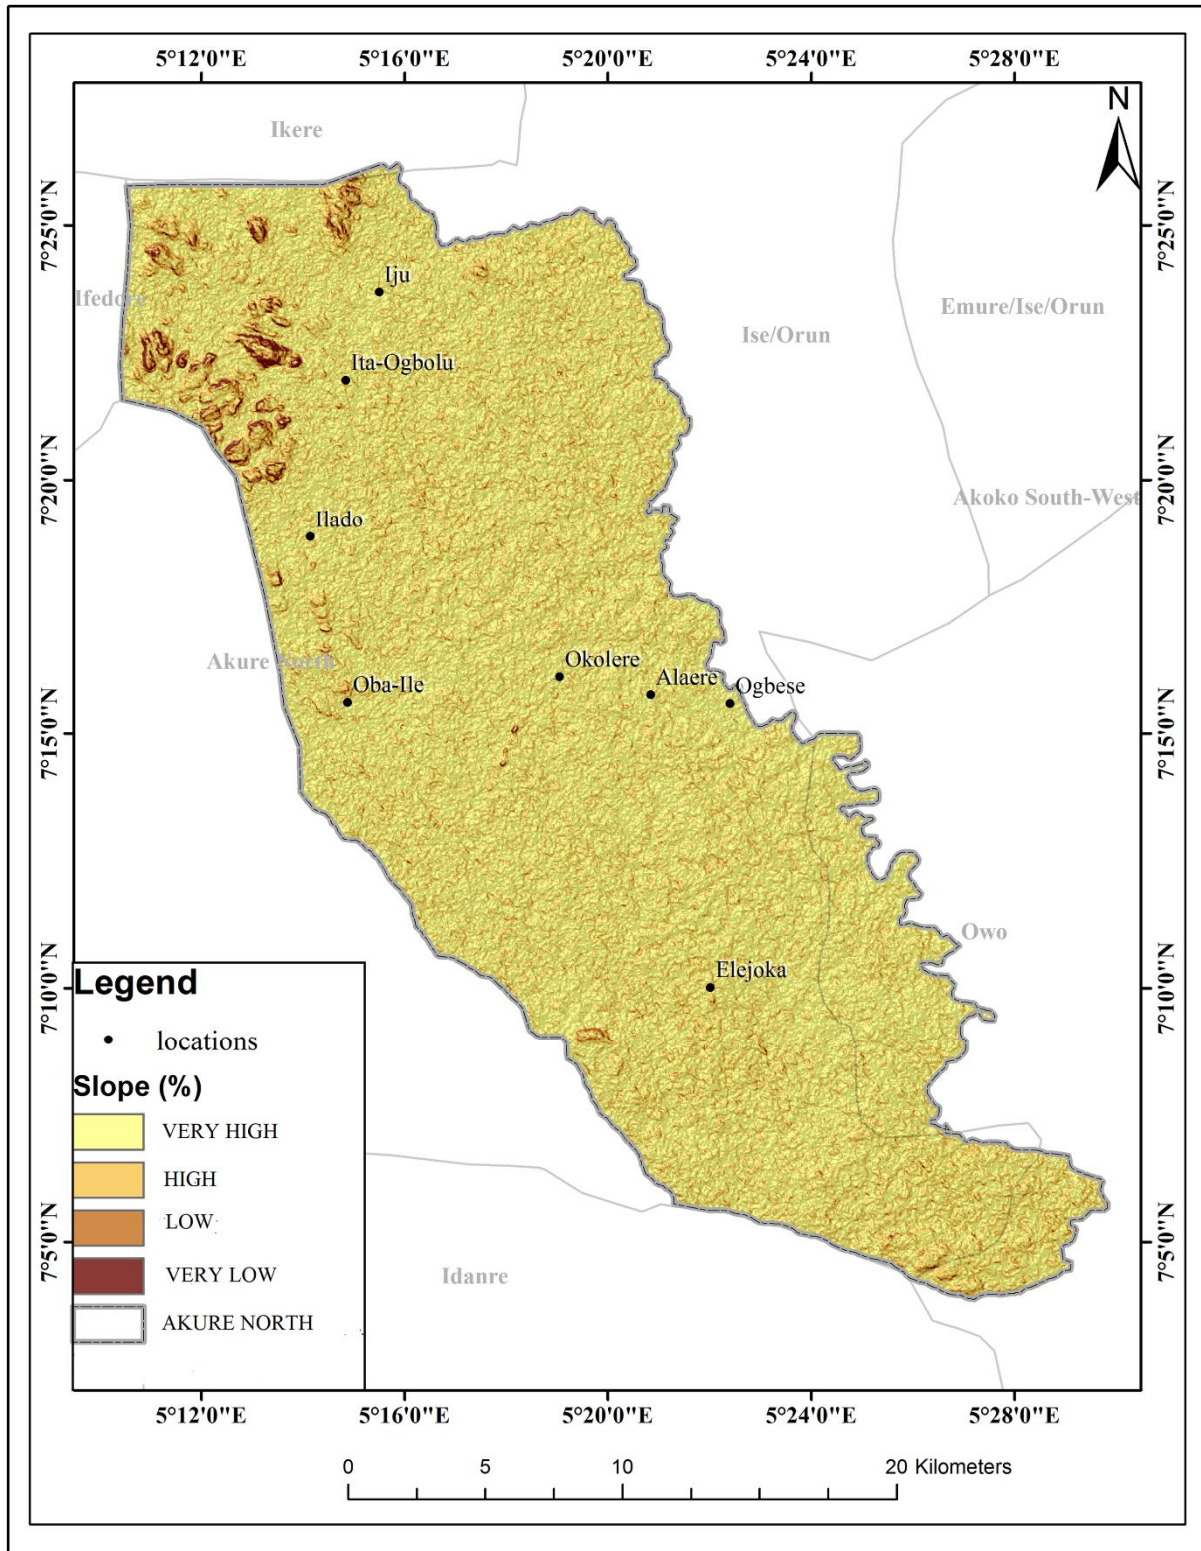 5°12'0"E 5°16'0"E 5°20'0"E 5°24'0"E 5°28'0"E
N
Ikere
7°25'0"N 7°25'0"N
Iju
Ifedore
Emure/Ise/Orun
Ise/Orun
Ita-Ogbolu
7°20'0"N 7°20'0"N
Akoko South-West
Ilado
Akure North
Okolere
Alaere
Oba-Ile
Ogbese
7°15'0"N 7°15'0"N
Owo
Elejoka
7°10'0"N 7°10'0"N
Legend
locations
Slope (%)
VERY HIGH
HIGH
LOW
VERY LOW
AKURE NORTH
7°5'0"N 7°5'0"N
Idanre
5°12'0"E 5°16'0"E 5°20'0"E 5°24'0"E 5°28'0"E
0 5 10 20 Kilometers